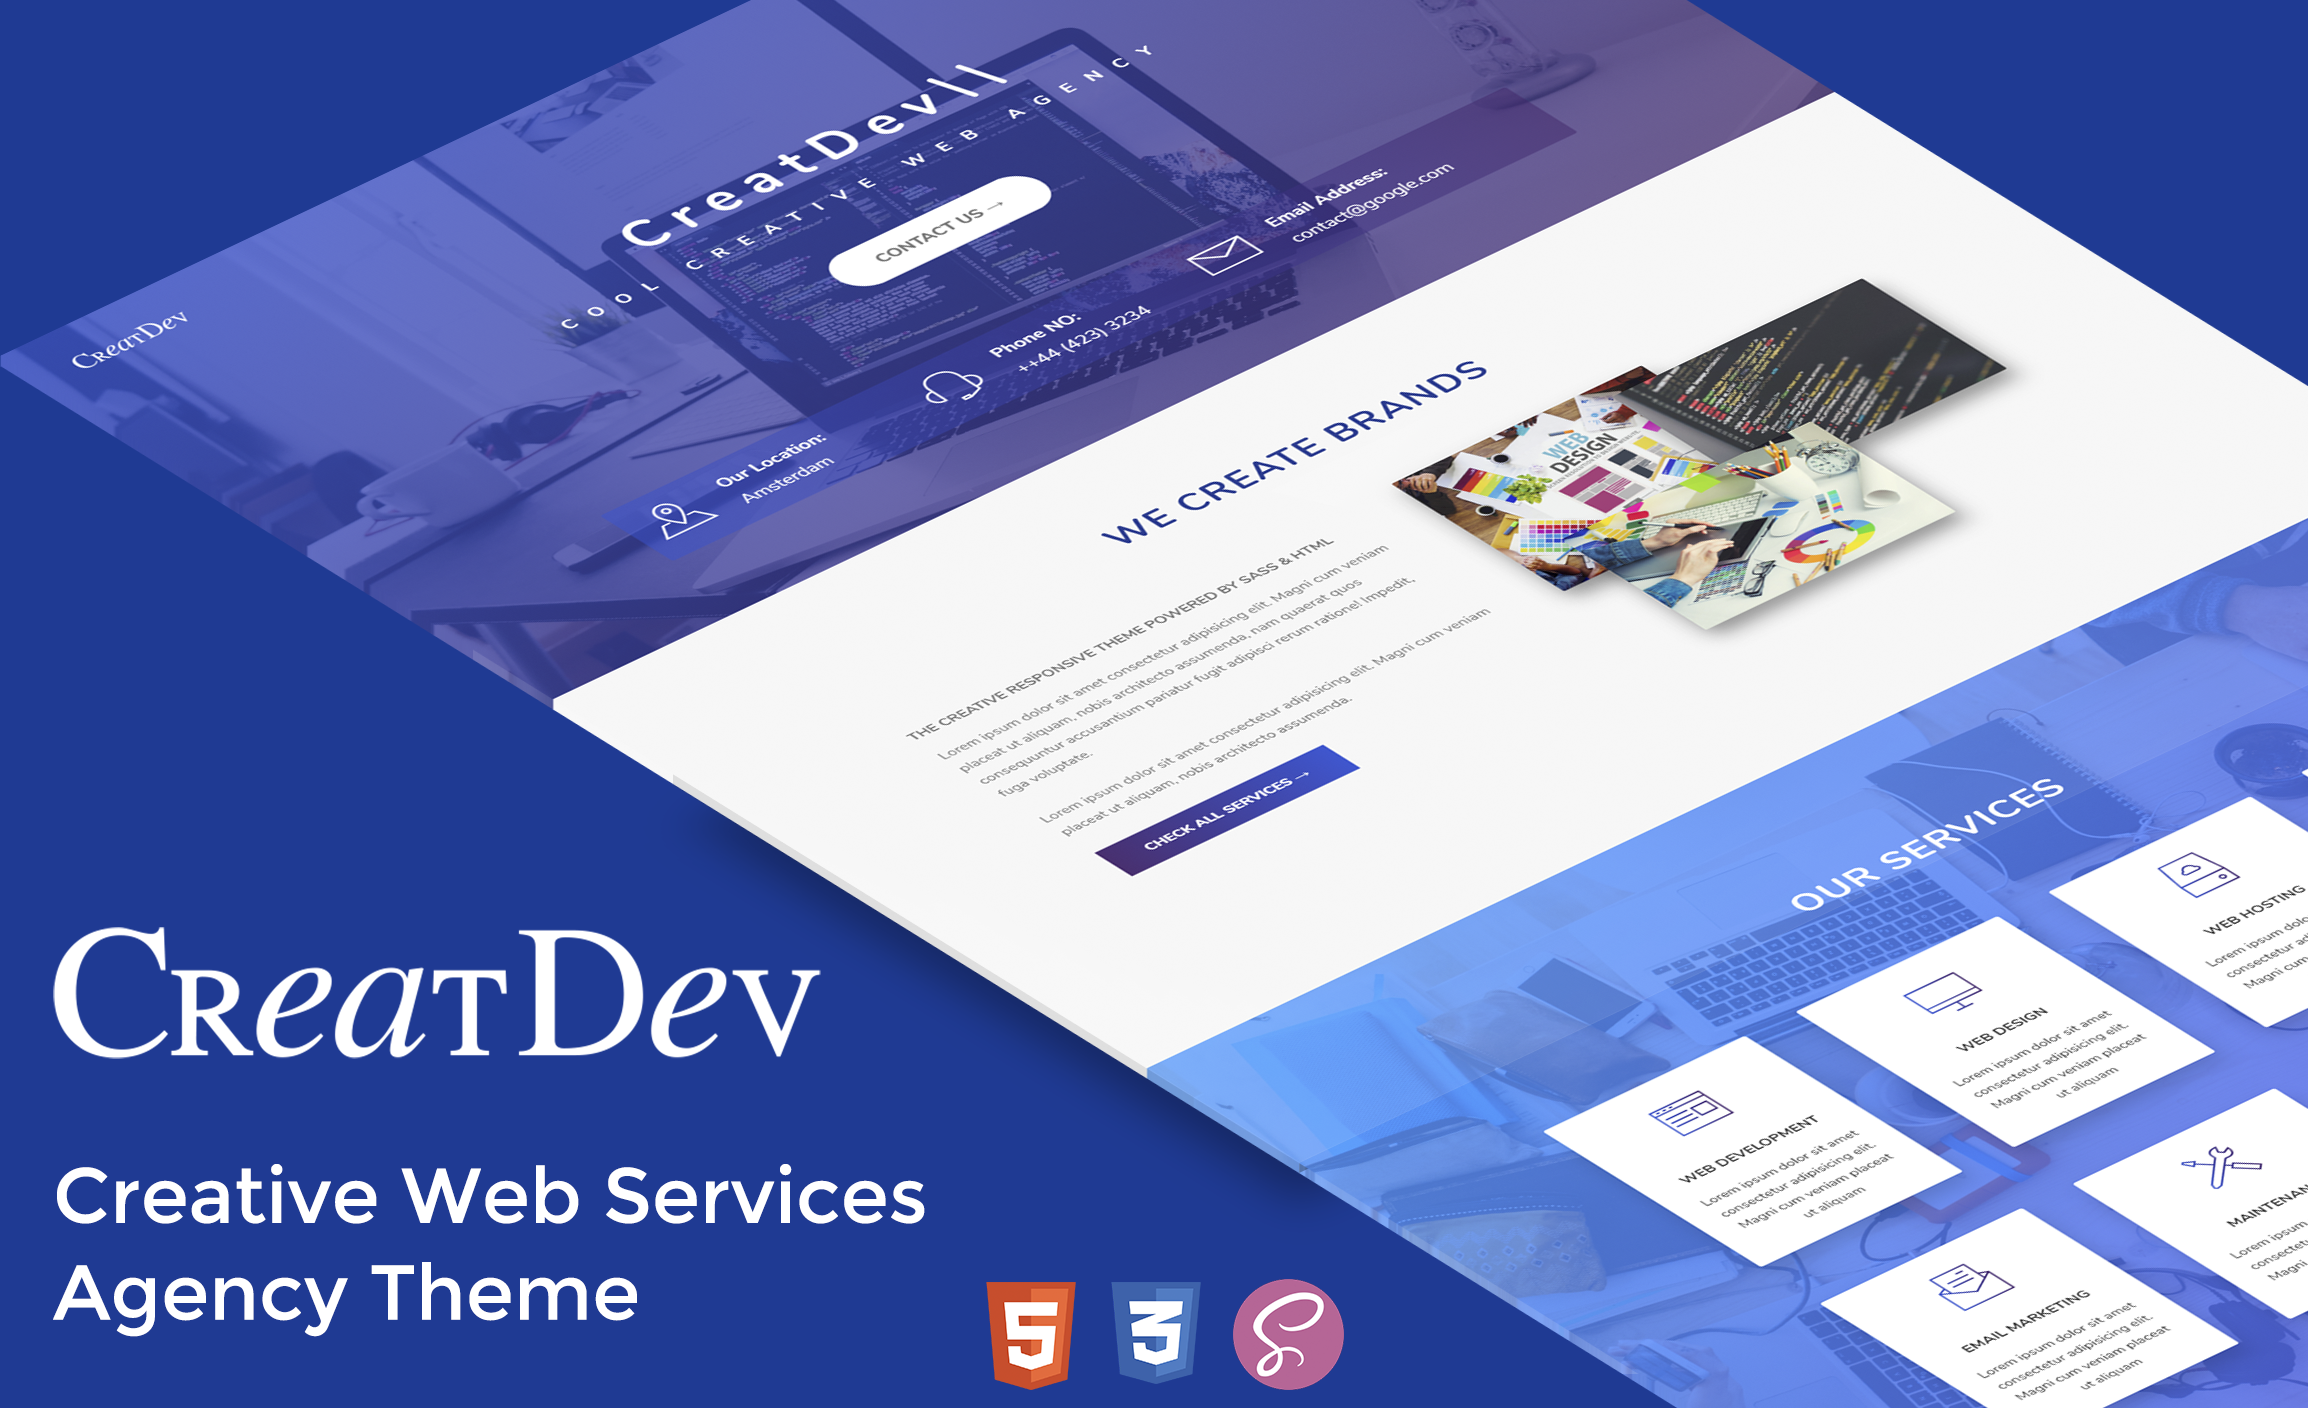 CreatDev
CreatDev\\
COOL CREATIVE WEB AGENCY
CONTACT US →
Our Location:
Amsterdam
Phone NO:
++44 (423) 3234
Email Address:
contact@google.com
WE CREATE BRANDS
THE CREATIVE RESPONSIVE THEME POWERED BY SASS & HTML
Lorem ipsum dolor sit amet consectetur adipisicing elit. Magni cum veniam
placeat ut aliquam, nobis architecto assumenda, nam quaerat quos
consequuntur accusantium pariatur fugit adipisci rerum ratione! Impedit,
fuga voluptate.
Lorem ipsum dolor sit amet consectetur adipisicing elit. Magni cum veniam
placeat ut aliquam, nobis architecto assumenda.
CHECK ALL SERVICES →
WEB
DESIGN
OUR SERVICES
WEB DEVELOPMENT
Lorem ipsum dolor sit amet
consectetur adipisicing elit.
Magni cum veniam placeat
ut aliquam
WEB DESIGN
Lorem ipsum dolor sit amet
consectetur adipisicing elit.
Magni cum veniam placeat
ut aliquam
WEB HOSTING
Lorem ipsum dolo
consectetur ad
Magni cum
EMAIL MARKETING
Lorem ipsum dolor sit amet
consectetur adipisicing elit.
Magni cum veniam placeat
ut aliquam
MAINTENAN
Lorem ipsum
consectet
Magni
CreatDev
Creative Web Services
Agency Theme
5
3
S